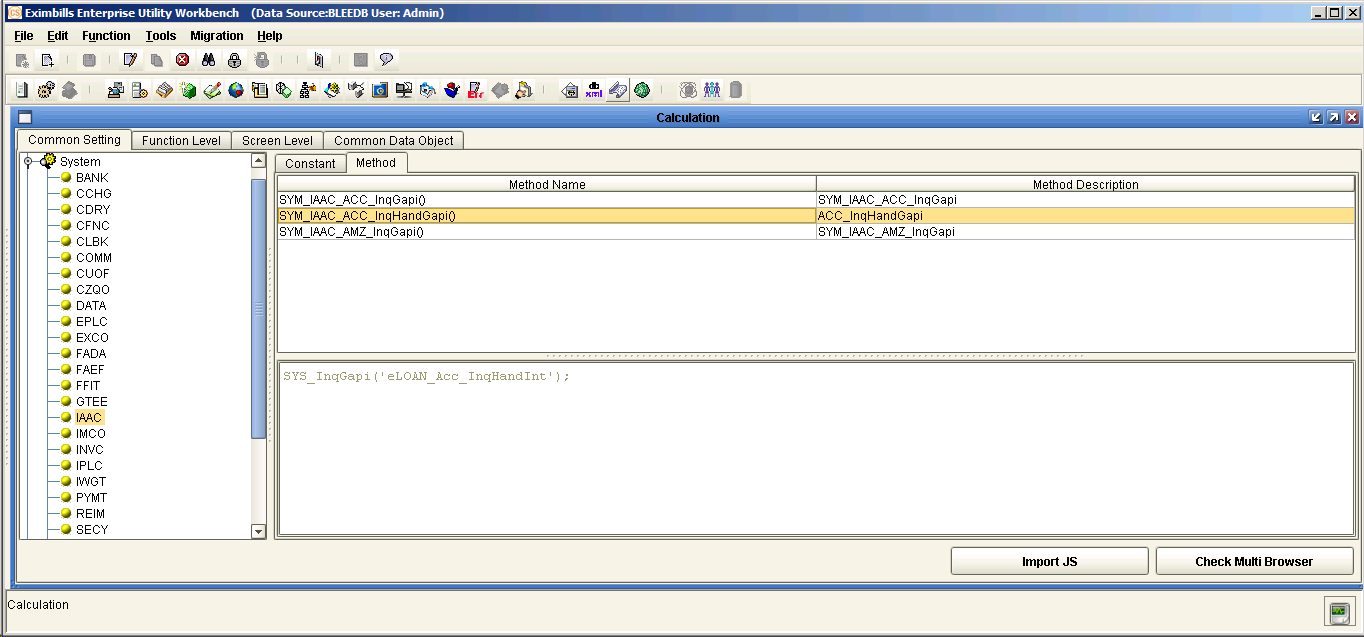 Eximbills Enterprise Utility Workbench (Data Source:BLEEDB User: Admin)
File Edit Function Tools Migration Help
Err
db
xml
Calculation
Common Setting Function Level Screen Level Common Data Object
System
BANK
CCHG
CDRY
CFNC
CLBK
COMM
CUOF
CZQO
DATA
EPLC
EXCO
FADA
FAEF
FFIT
GTEE
IAAC
IMCO
INVC
IPLC
IWGT
PYMT
REIM
SECY
Constant Method
Method Name Method Description
SYM_IAAC_ACC_InqGapi() SYM_IAAC_ACC_InqGapi
SYM_IAAC_ACC_InqHandGapi() ACC_InqHandGapi
SYM_IAAC_AMZ_InqGapi() SYM_IAAC_AMZ_InqGapi
SYS_InqGapi('eLOAN_Acc_InqHandInt');
Import JS Check Multi Browser
Calculation